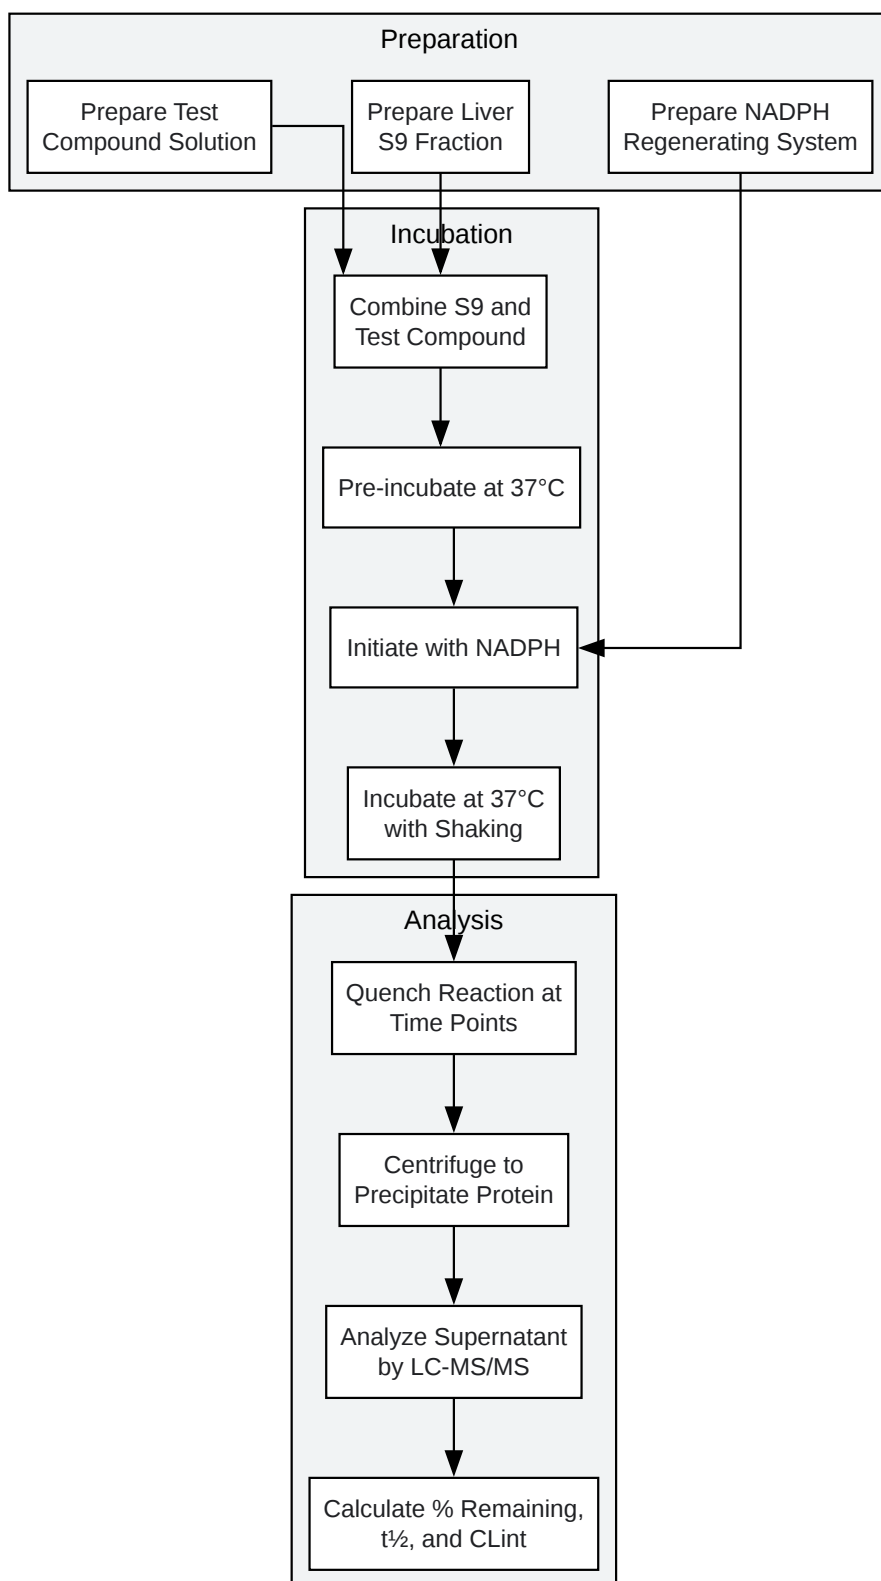 Preparation
Prepare Test
Compound Solution
Prepare Liver
S9 Fraction
Prepare NADPH
Regenerating System
Incubation
Combine S9 and
Test Compound
Pre-incubate at 37°C
Initiate with NADPH
Incubate at 37°C
with Shaking
Analysis
Quench Reaction at
Time Points
Centrifuge to
Precipitate Protein
Analyze Supernatant
by LC-MS/MS
Calculate % Remaining,
t½, and CLint